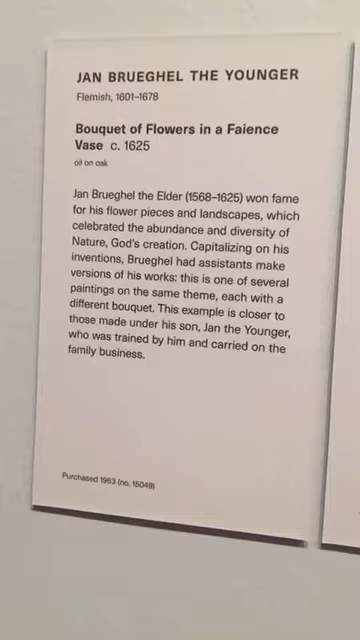 JAN BRUEGHEL THE YOUNGER
Flemish, 1601–1678
Bouquet of Flowers in a Faience
Vase c. 1625
oil on oak
Jan Brueghel the Elder (1568–1625) won fame
for his flower pieces and landscapes, which
celebrated the abundance and diversity of
Nature, God's creation. Capitalizing on his
inventions, Brueghel had assistants make
versions of his works: this is one of several
paintings on the same theme, each with a
different bouquet. This example is closer to
those made under his son, Jan the Younger,
who was trained by him and carried on the
family business.
Purchased 1963 (no. 15049)